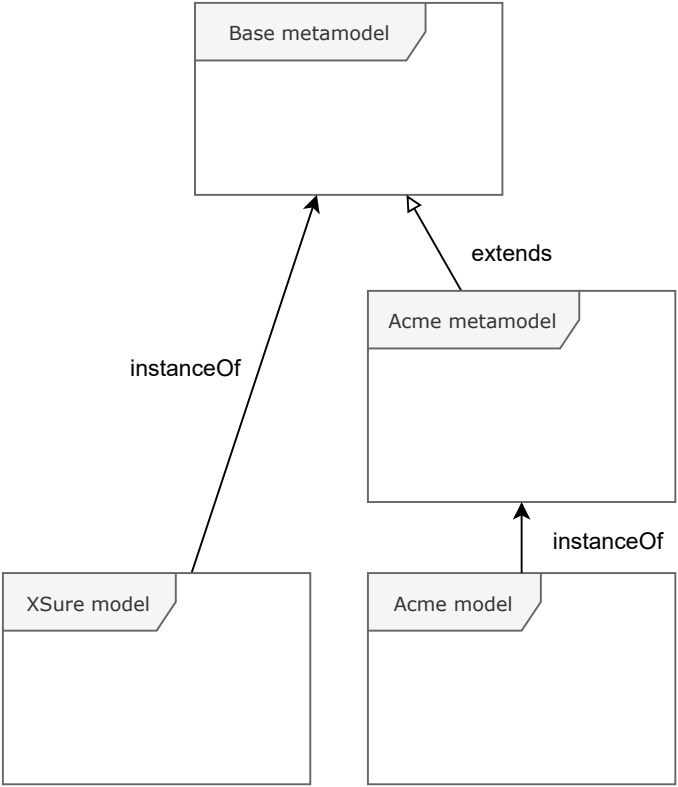 Base metamodel
extends
Acme metamodel
instanceOf
instanceOf
XSure model
Acme model